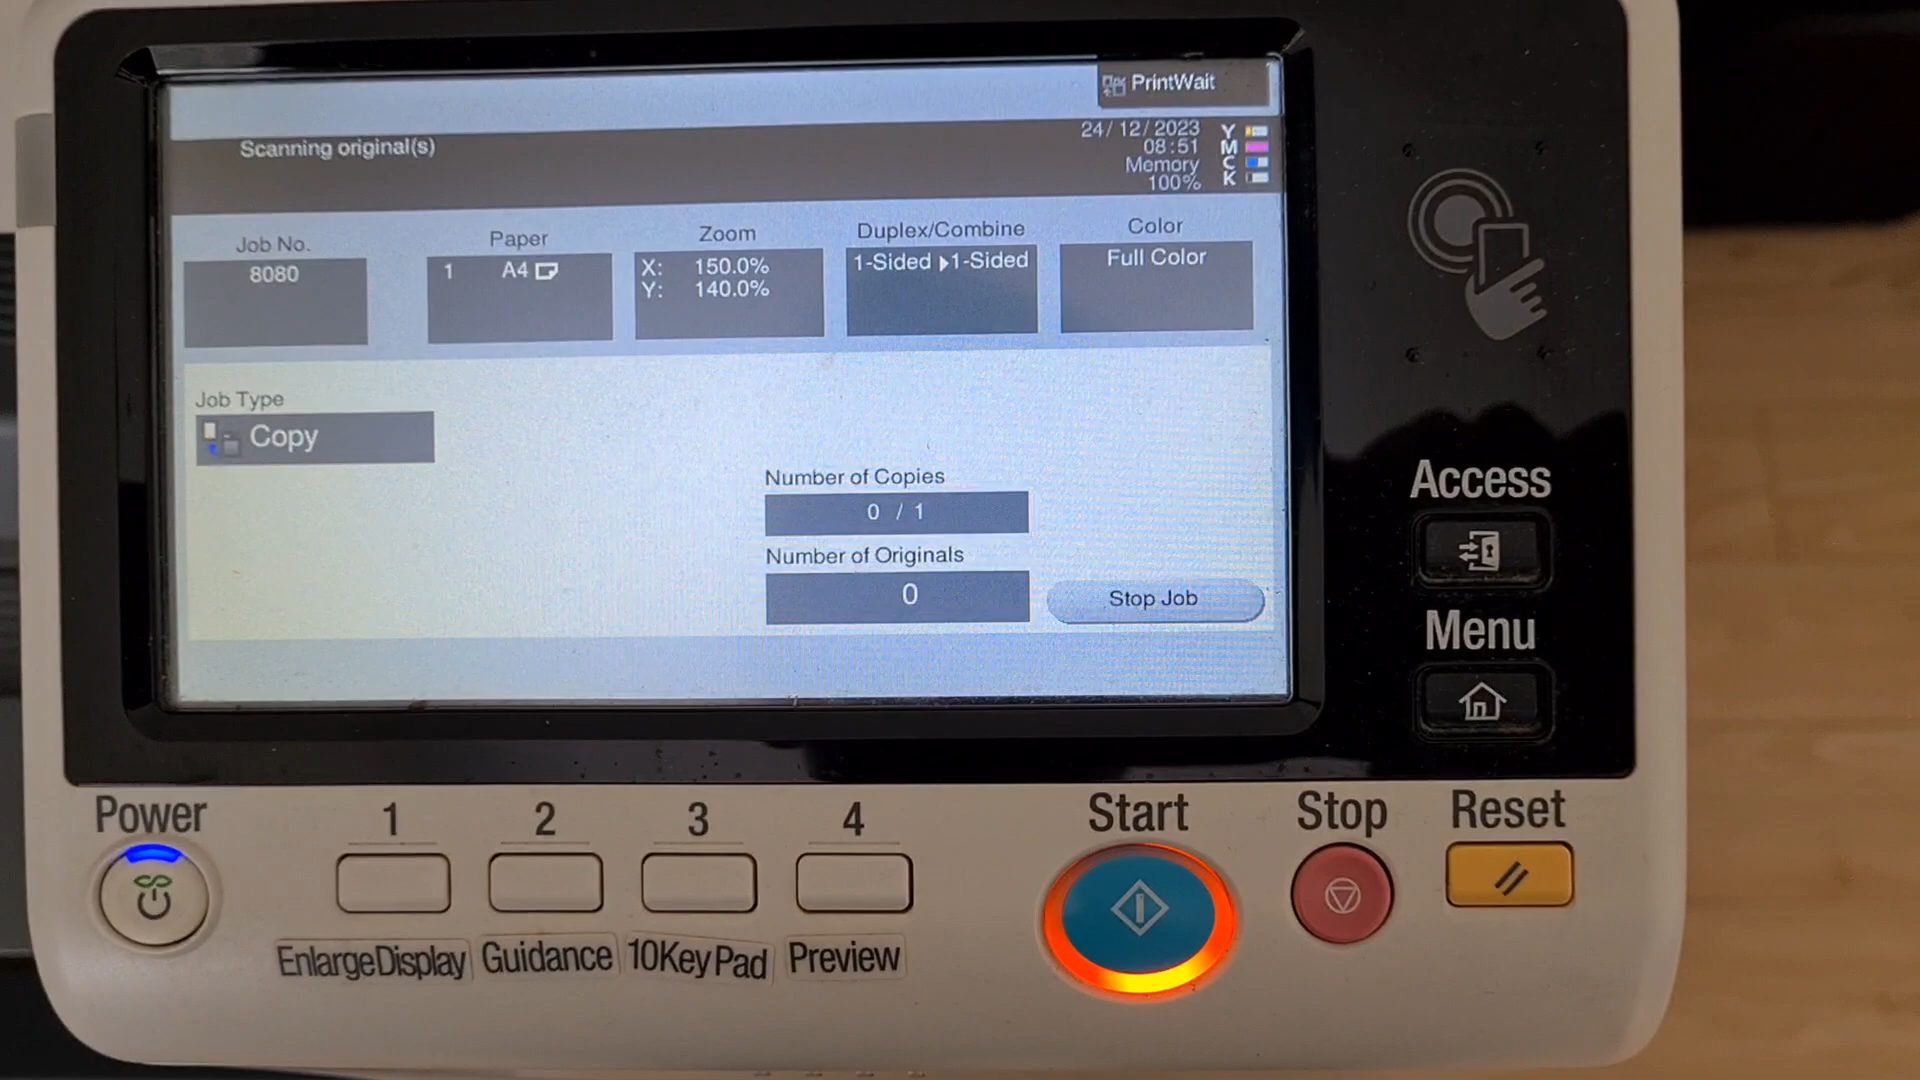 PrintWait
Scanning original(s)
24/12/2023
08:51
Memory
100%
Y
M
C
K
Job No.
8080
Paper
1 A4
Zoom
X: 150.0%
Y: 140.0%
Duplex/Combine
1-Sided ▶1-Sided
Color
Full Color
Job Type
Copy
Number of Copies
0 / 1
Number of Originals
0
Stop Job
Access
Menu
Power
1 2 3 4
Start
Stop
Reset
EnlargeDisplay
Guidance
10Key Pad
Preview